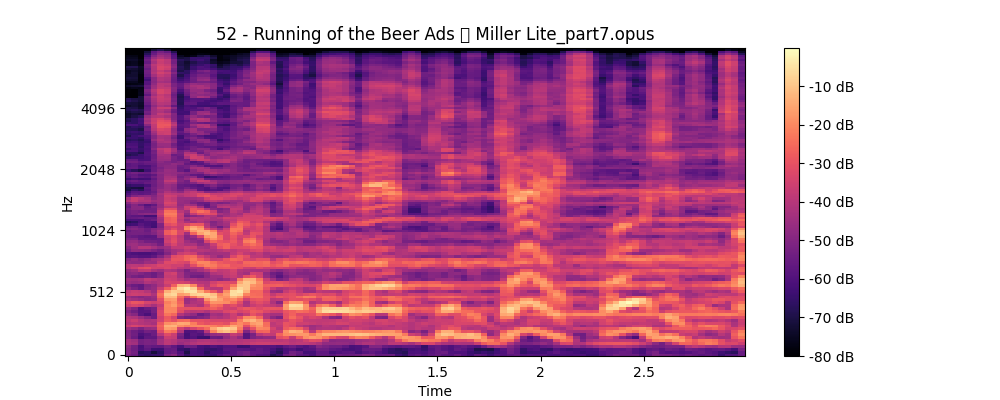 52 - Running of the Beer Ads  Miller Lite_part7.opus
4096
2048
1024
512
0
Hz
0
0.5
1
1.5
2
2.5
Time
-10 dB
-20 dB
-30 dB
-40 dB
-50 dB
-60 dB
-70 dB
-80 dB